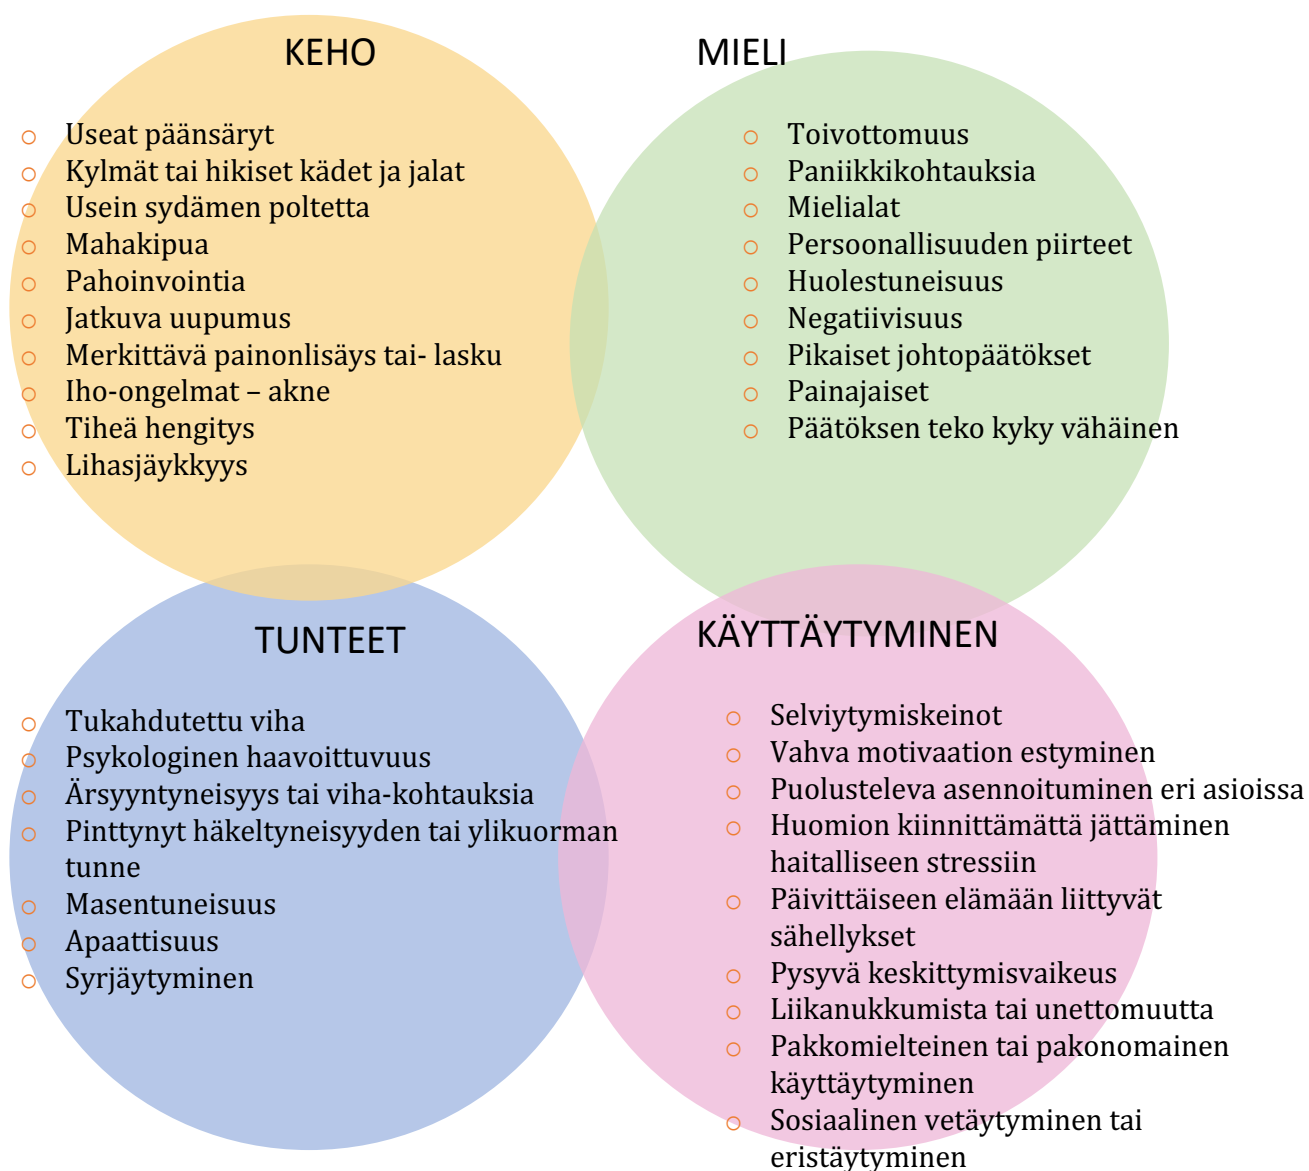 KEHO
Useat päänsäryt
Kylmät tai hikiset kädet ja jalat
Usein sydämen poltetta
Mahakipua
Pahoinvointia
Jatkuva uupumus
Merkittävä painonlisäys tai- lasku
Iho-ongelmat – akne
Tiheä hengitys
Lihasjäykkyys
MIELI
Toivottomuus
Paniikkikohtauksia
Mielialat
Persoonallisuuden piirteet
Huolestuneisuus
Negatiivisuus
Pikaiset johtopäätökset
Painajaiset
Päätöksen teko kyky vähäinen
TUNTEET
Tukahdutettu viha
Psykologinen haavoittuvuus
Ärsyyntyneisyys tai viha-kohtauksia
Pinttynyt häkeltyneisyyden tai ylikuorman
tunne
Masentuneisuus
Apaattisuus
Syrjäytyminen
KÄYTTÄYTYMINEN
Selviytymiskeinot
Vahva motivaation estyminen
Puolusteleva asennoituminen eri asioissa
Huomion kiinnittämättä jättäminen
haitalliseen stressiin
Päivittäiseen elämään liittyvät
sähellykset
Pysyvä keskittymisvaikeus
Liikanukkumista tai unettomuutta
Pakkomielteinen tai pakonomainen
käyttäytyminen
Sosiaalinen vetäytyminen tai
eristäytyminen